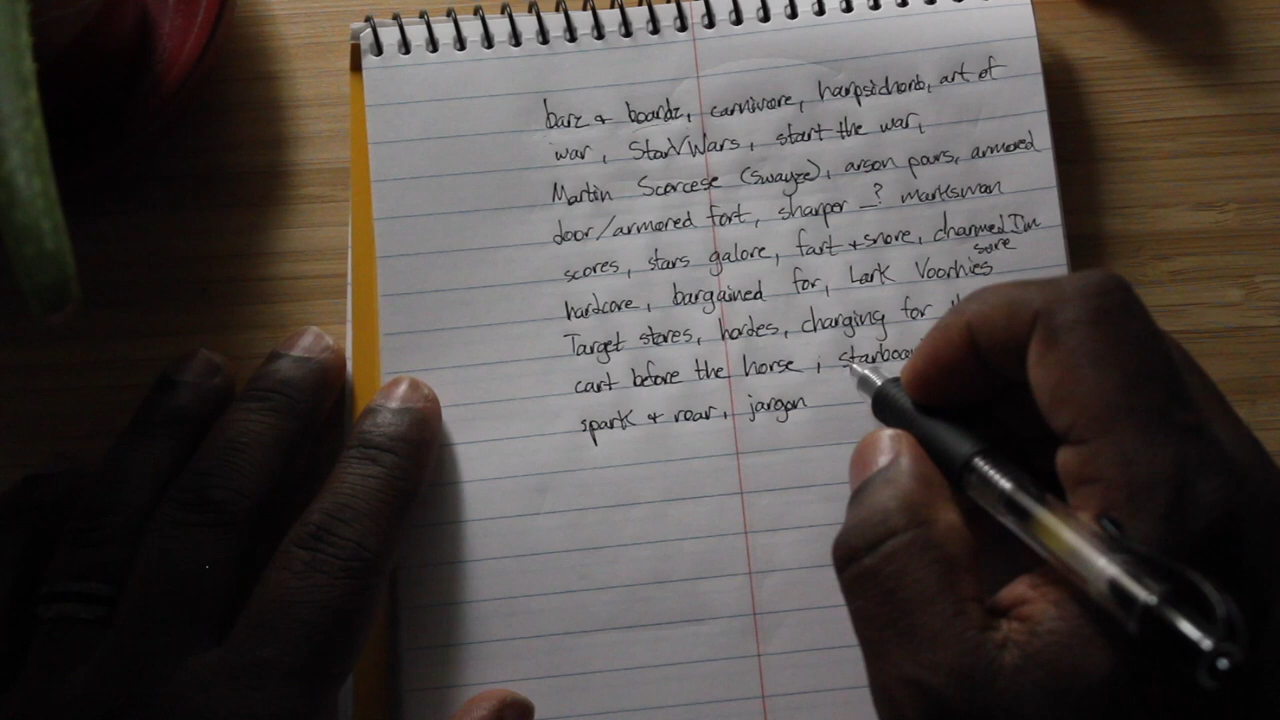 barz + boardz, carnivore, harpsichord, art of
war, Star Wars, start the war,
Martin Scorcese (Swayze), arson pours, armored
door/armored fort, sharper _? marksman
scores, stars galore, fart + snore, charmed I'm
sore
hardcore, bargained for, Lark Voorhies
Target stores, hordes, charging for
cart before the horse,
spark + roar, jargon